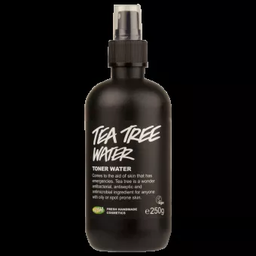 TEA TREE
WATER
TONER WATER
Comes to the aid of skin that has
emergencies. Tea tree is a wonder
antibacterial, antiseptic and
antimicrobial ingredient for anyone
with oily or spot prone skin.
FRESH HANDMADE
COSMETICS
e 250g